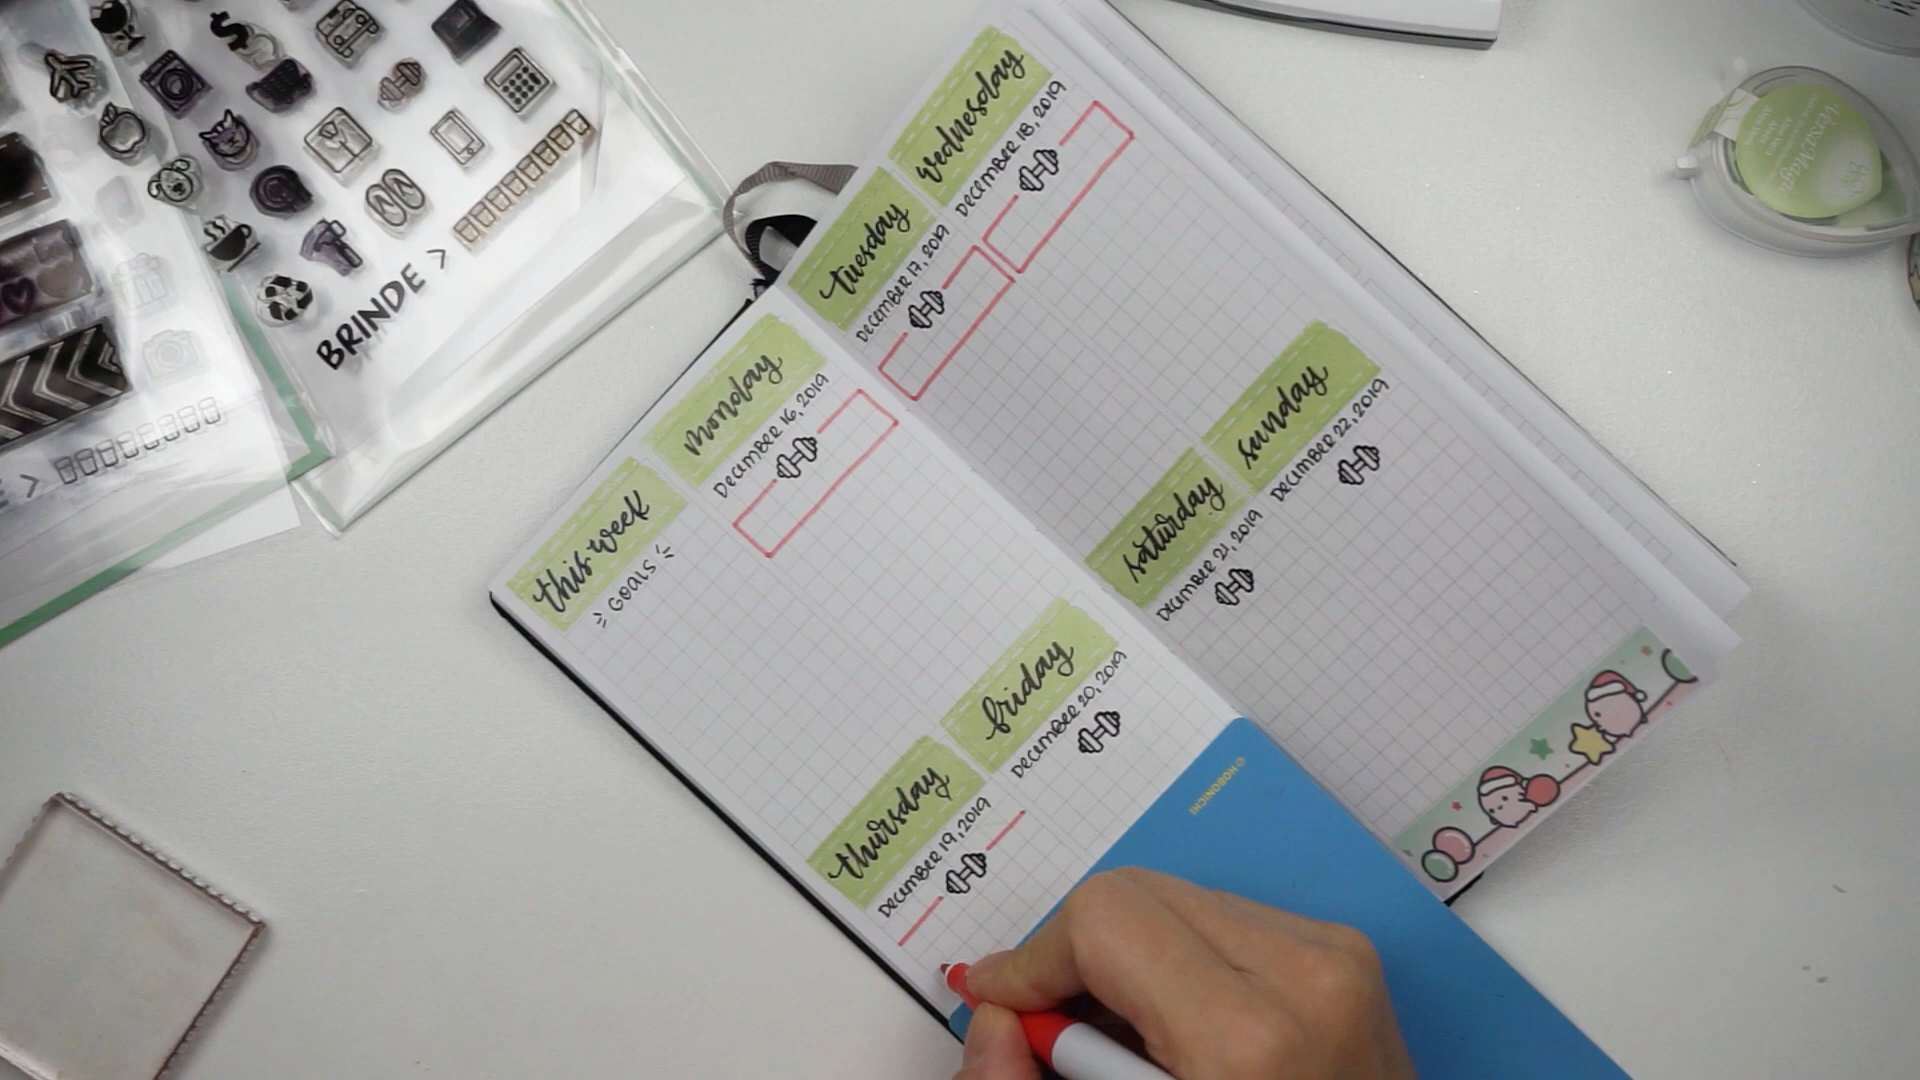 this week
GOALS
monday
DECEMBER 16, 2019
tuesday
DECEMBER 17, 2019
wednesday
DECEMBER 18, 2019
thursday
DECEMBER 19, 2019
friday
DECEMBER 20, 2019
saturday
DECEMBER 21, 2019
sunday
DECEMBER 22, 2019
© HOBONICHI
BRINDE >
VersaMagic